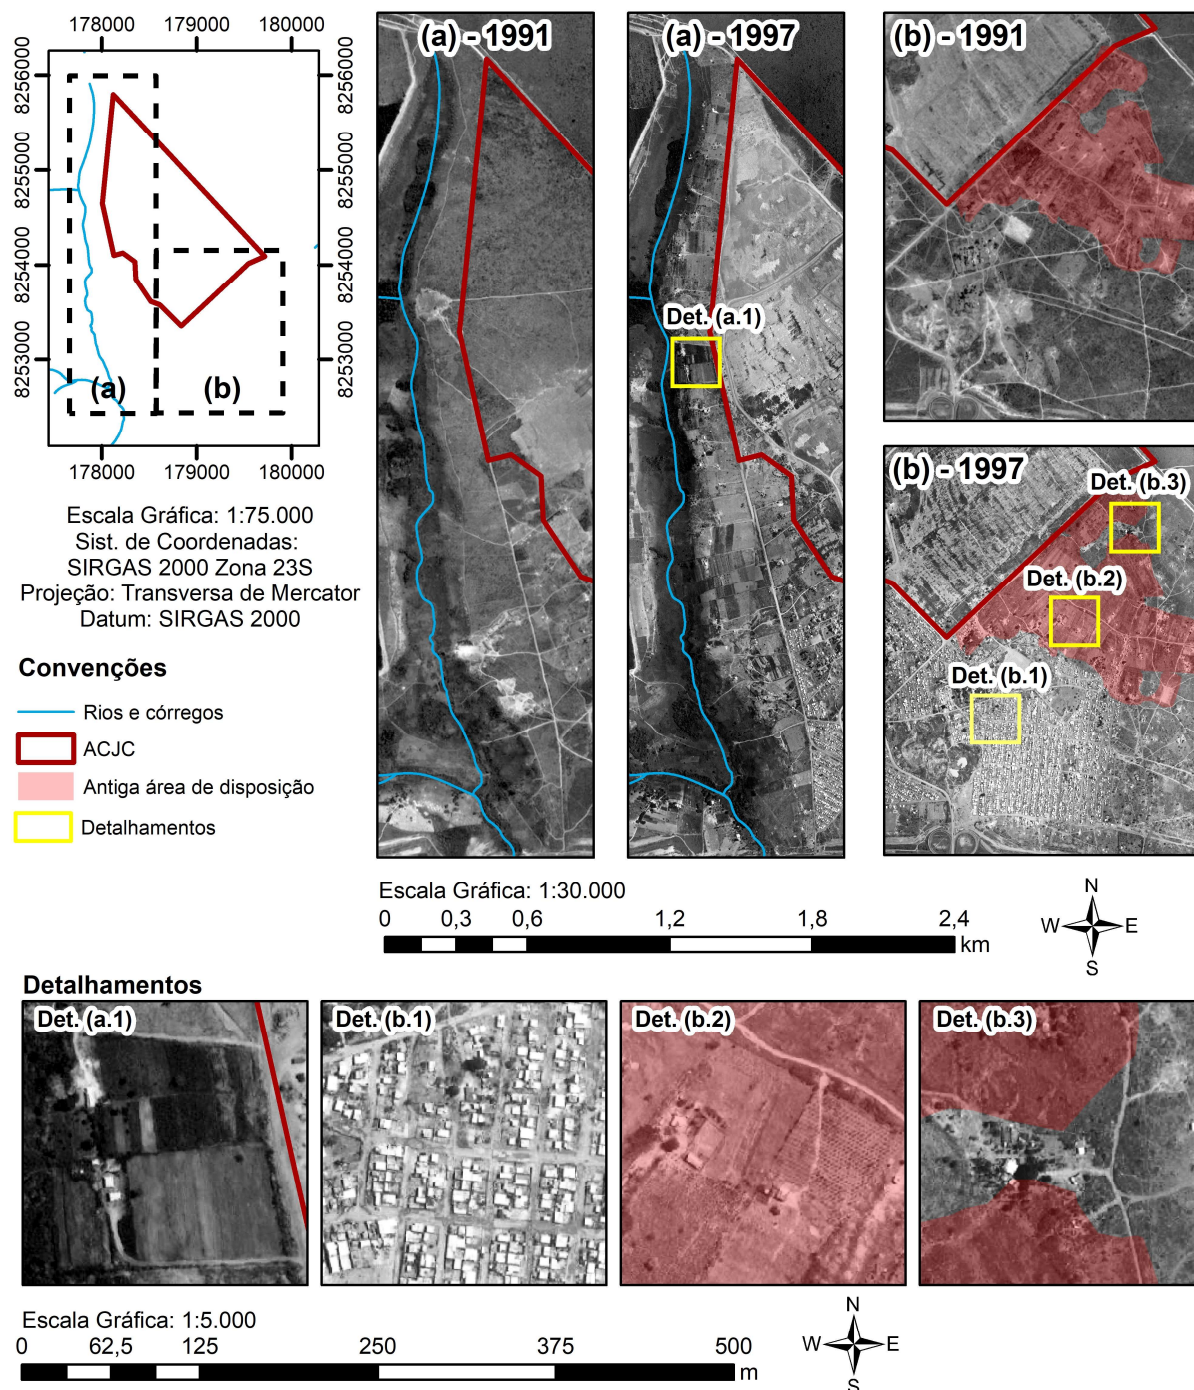 178000 179000 180000
8256000
8255000
8254000
8253000
8256000
8255000
8254000
8253000
(a)
(b)
178000 179000 180000
Escala Gráfica: 1:75.000
Sist. de Coordenadas:
SIRGAS 2000 Zona 23S
Projeção: Transversa de Mercator
Datum: SIRGAS 2000
Convenções
Rios e córregos
ACJC
Antiga área de disposição
Detalhamentos
(a) - 1991
(a) - 1997
Det. (a.1)
(b) - 1991
(b) - 1997
Det. (b.3)
Det. (b.2)
Det. (b.1)
Escala Gráfica: 1:30.000
0 0,3 0,6 1,2 1,8 2,4
km
N
W E
S
Detalhamentos
Det. (a.1)
Det. (b.1)
Det. (b.2)
Det. (b.3)
Escala Gráfica: 1:5.000
0 62,5 125 250 375 500
m
N
W E
S